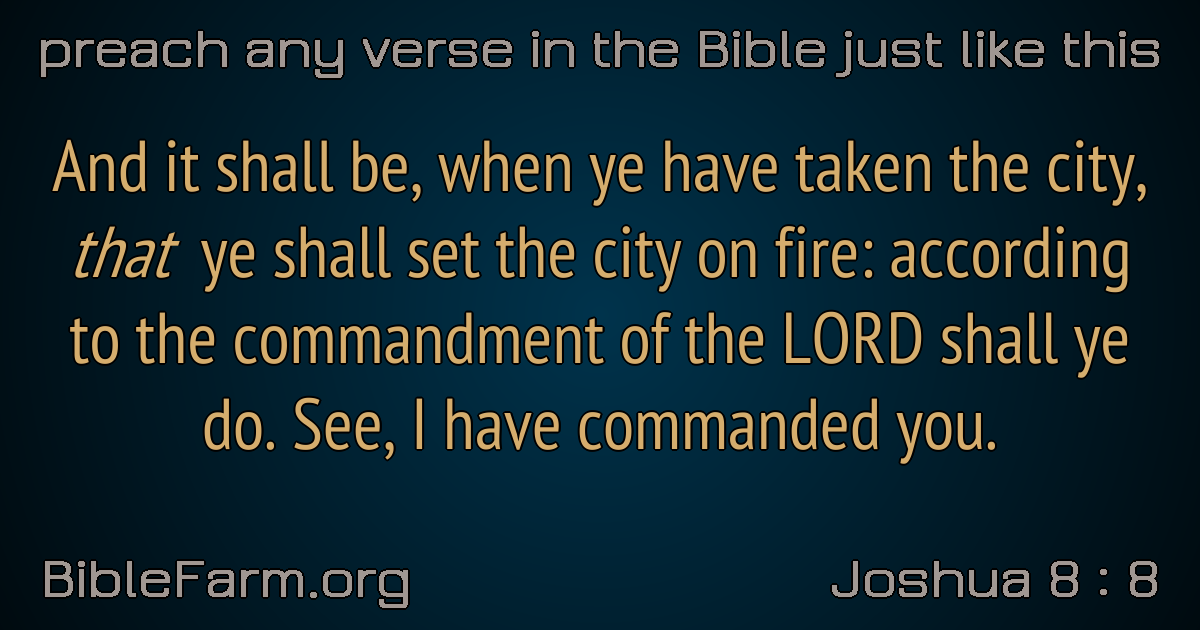 preach any verse in the Bible just like this
And it shall be, when ye have taken the city,
that ye shall set the city on fire: according
to the commandment of the LORD shall ye
do. See, I have commanded you.
BibleFarm.org
Joshua 8 : 8